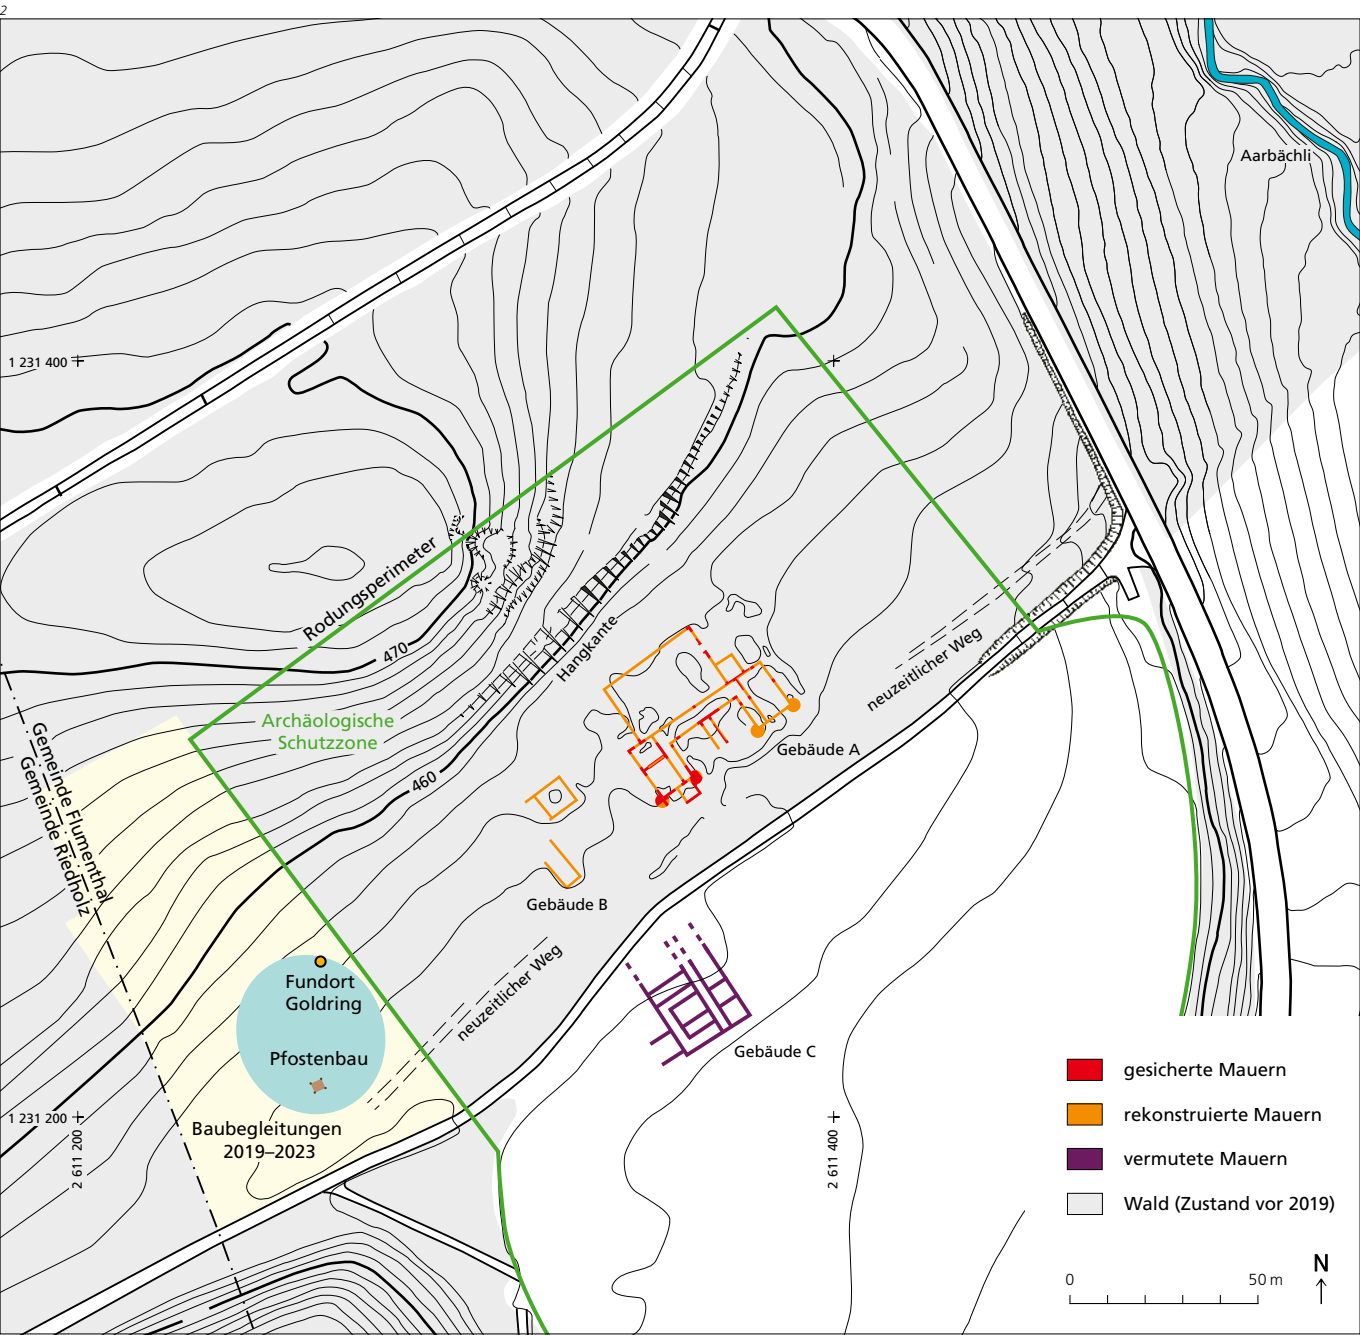 2
Aarbächli
1 231 400
Rodungsperimeter
470
Hangkante
neuzeitlicher Weg
Archäologische
Schutzzone
Gemeinde Flumenthal
Gemeinde Riedholz
460
Gebäude A
Gebäude B
Fundort
Goldring
neuzeitlicher Weg
Pfostenbau
Gebäude C
1 231 200
2 611 200
Baubegleitungen
2019–2023
2 611 400
gesicherte Mauern
rekonstruierte Mauern
vermutete Mauern
Wald (Zustand vor 2019)
N
0
50 m